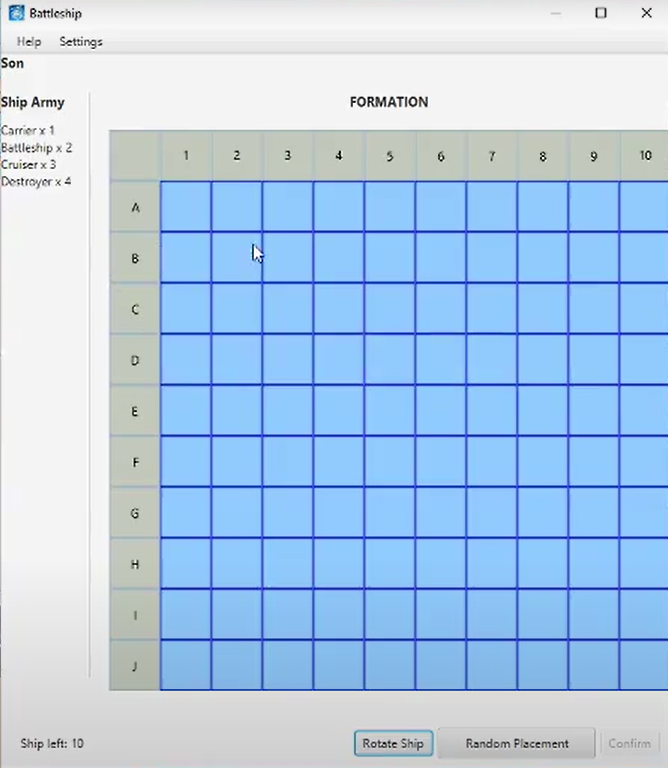 Battleship
Help Settings
Son
Ship Army
FORMATION
Carrier x 1
Battleship x 2
Cruiser x 3
Destroyer x 4
1 2 3 4 5 6 7 8 9 10
A
B
C
D
E
F
G
H
I
J
Ship left: 10
Rotate Ship
Random Placement
Confirm